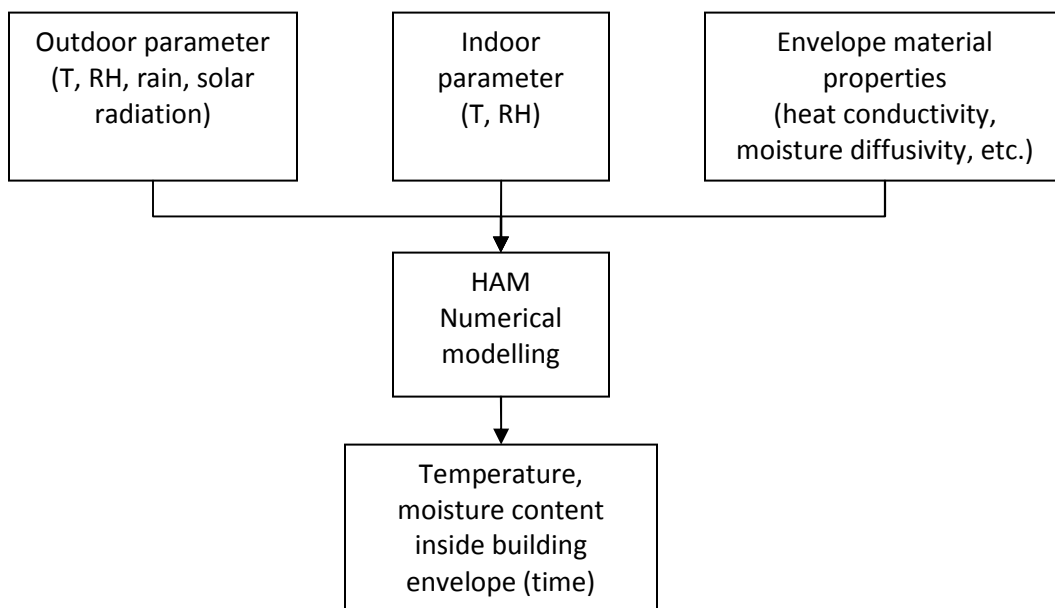 Outdoor parameter
(T, RH, rain, solar
radiation)
Indoor
parameter
(T, RH)
Envelope material
properties
(heat conductivity,
moisture diffusivity, etc.)
HAM
Numerical
modelling
Temperature,
moisture content
inside building
envelope (time)